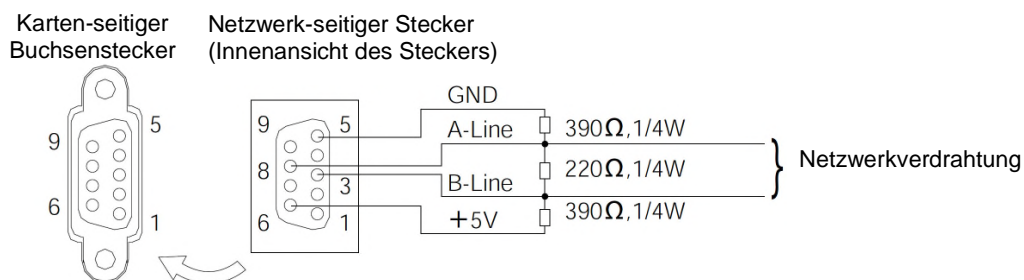 Karten-seitiger
Buchsenstecker
Netzwerk-seitiger Stecker
(Innenansicht des Steckers)
9
5
6
1
9
5
8
3
6
1
GND
A-Line
B-Line
+5V
390Ω,1/4W
220Ω,1/4W
390Ω,1/4W
Netzwerkverdrahtung